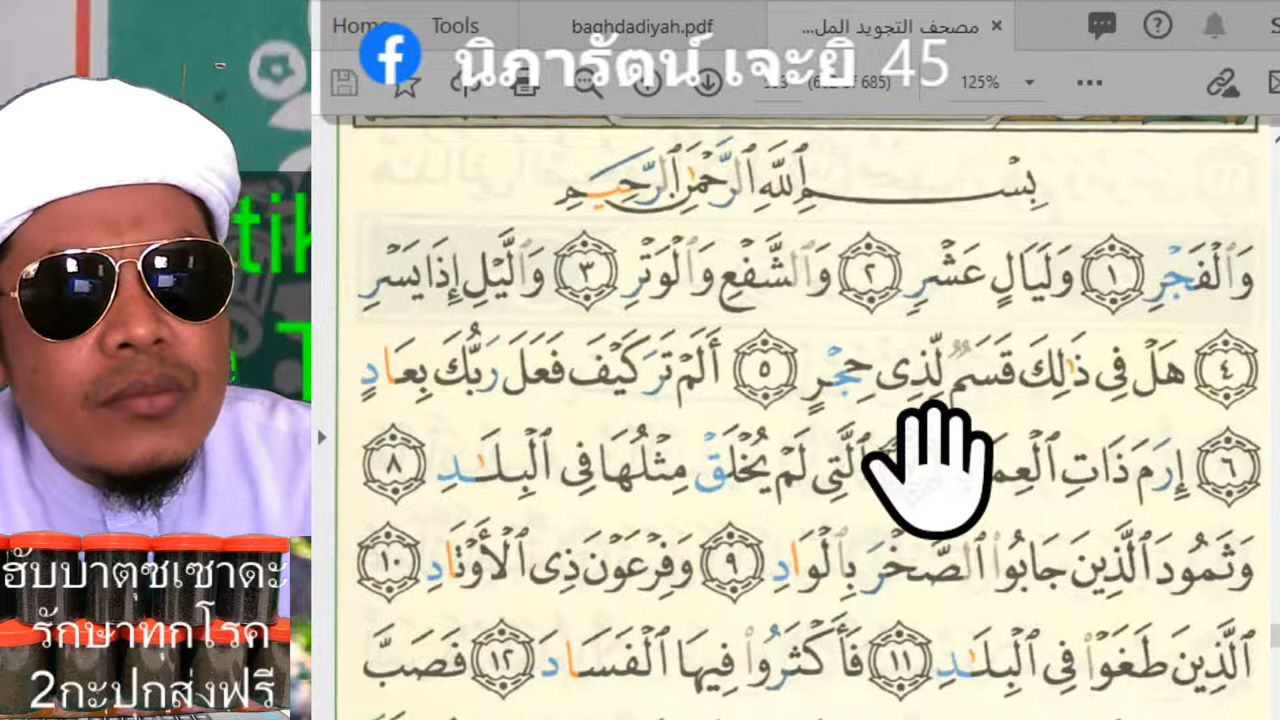 Home
Tools
baghdadiyah.pdf
مصحف التجويد المل...
นิภารัตน์ เจะยิ 45
of 685)
125%
بِسْمِ ٱللَّهِ ٱلرَّحْمَٰنِ ٱلرَّحِيمِ
وَٱلْفَجْرِ ١ وَلَيَالٍ عَشْرٍ ٢ وَٱلشَّفْعِ وَٱلْوَتْرِ ٣ وَٱلَّيْلِ إِذَا يَسْرِ
٤ هَلْ فِى ذَٰلِكَ قَسَمٌ لِّذِى حِجْرٍ ٥ أَلَمْ تَرَ كَيْفَ فَعَلَ رَبُّكَ بِعَادٍ
٦ إِرَمَ ذَاتِ ٱلَّتِى لَمْ يُخْلَقْ مِثْلُهَا فِى ٱلْبِلَٰدِ ٨
وَثَمُودَ ٱلَّذِينَ جَابُوا۟ ٱلصَّخْرَ بِٱلْوَادِ ٩ وَفِرْعَوْنَ ذِى ٱلْأَوْتَادِ ١٠
ٱلَّذِينَ طَغَوْا۟ فِى ٱلْبِلَٰدِ ١١ فَأَكْثَرُوا۟ فِيهَا ٱلْفَسَادَ ١٢ فَصَبَّ
ฮับบาตุซเซาดะ
รักษาทุกโรค
2กะปุกส่งฟรี